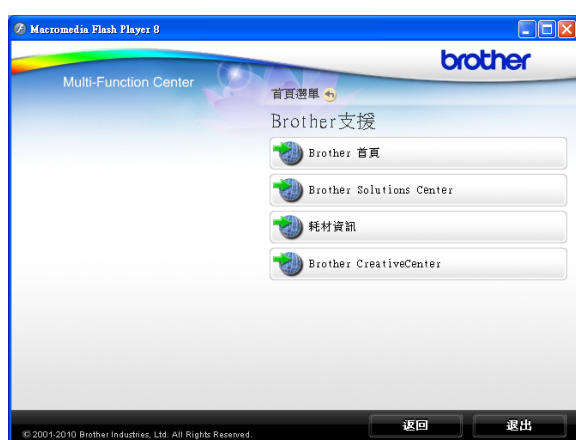 Macromedia Flash Player 8
brother
Multi-Function Center
首頁選單
Brother支援
Brother 首頁
Brother Solutions Center
耗材資訊
Brother CreativeCenter
© 2001-2010 Brother Industries, Ltd. All Rights Reserved.
返回
退出